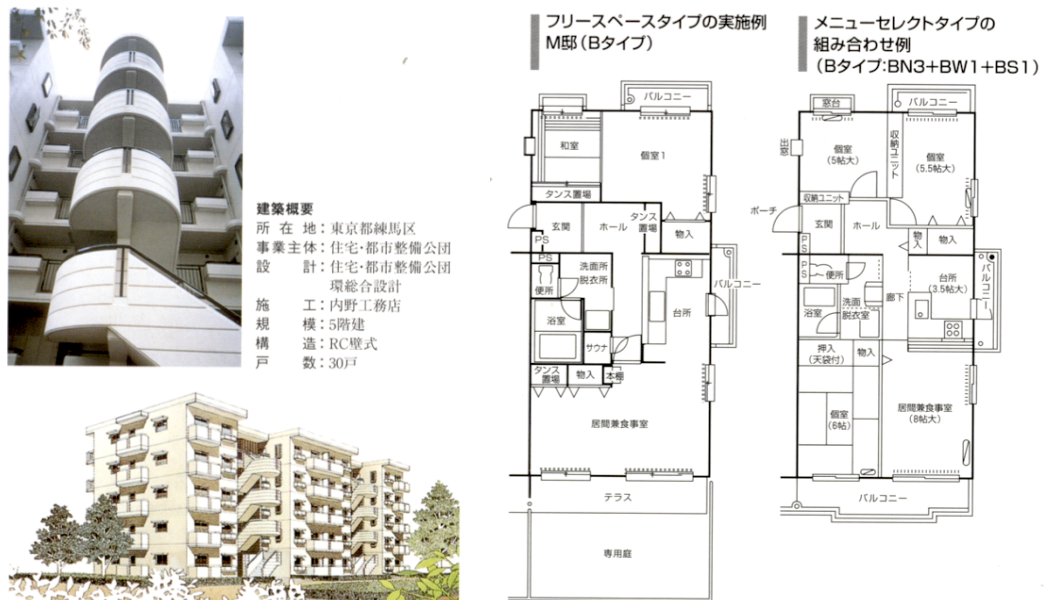 建築概要
所在地：東京都練馬区
事業主体：住宅・都市整備公団
設計：住宅・都市整備公団
環総合設計
施工：内野工務店
規模：5階建
構造：RC壁式
戸数：30戸
フリースペースタイプの実施例
M邸（Bタイプ）
バルコニー
和室
個室1
タンス置場
玄関
ホール
タンス
置場
物入
PS
PS
便所
洗面所
脱衣所
台所
バルコニー
浴室
サウナ
タンス
置場
物入
本棚
居間兼食事室
テラス
専用庭
メニューセレクトタイプの
組み合わせ例
（Bタイプ：BN3+BW1+BS1）
窓台
バルコニー
出窓
個室
(5帖大)
収納ユニット
個室
(5.5帖大)
収納ユニット
ポーチ
玄関
ホール
物入
物入
PS
PS
便所
台所
(3.5帖大)
バルコニー
浴室
洗面
脱衣室
廊下
押入
(天袋付)
物入
個室
(6帖)
居間兼食事室
(8帖大)
バルコニー